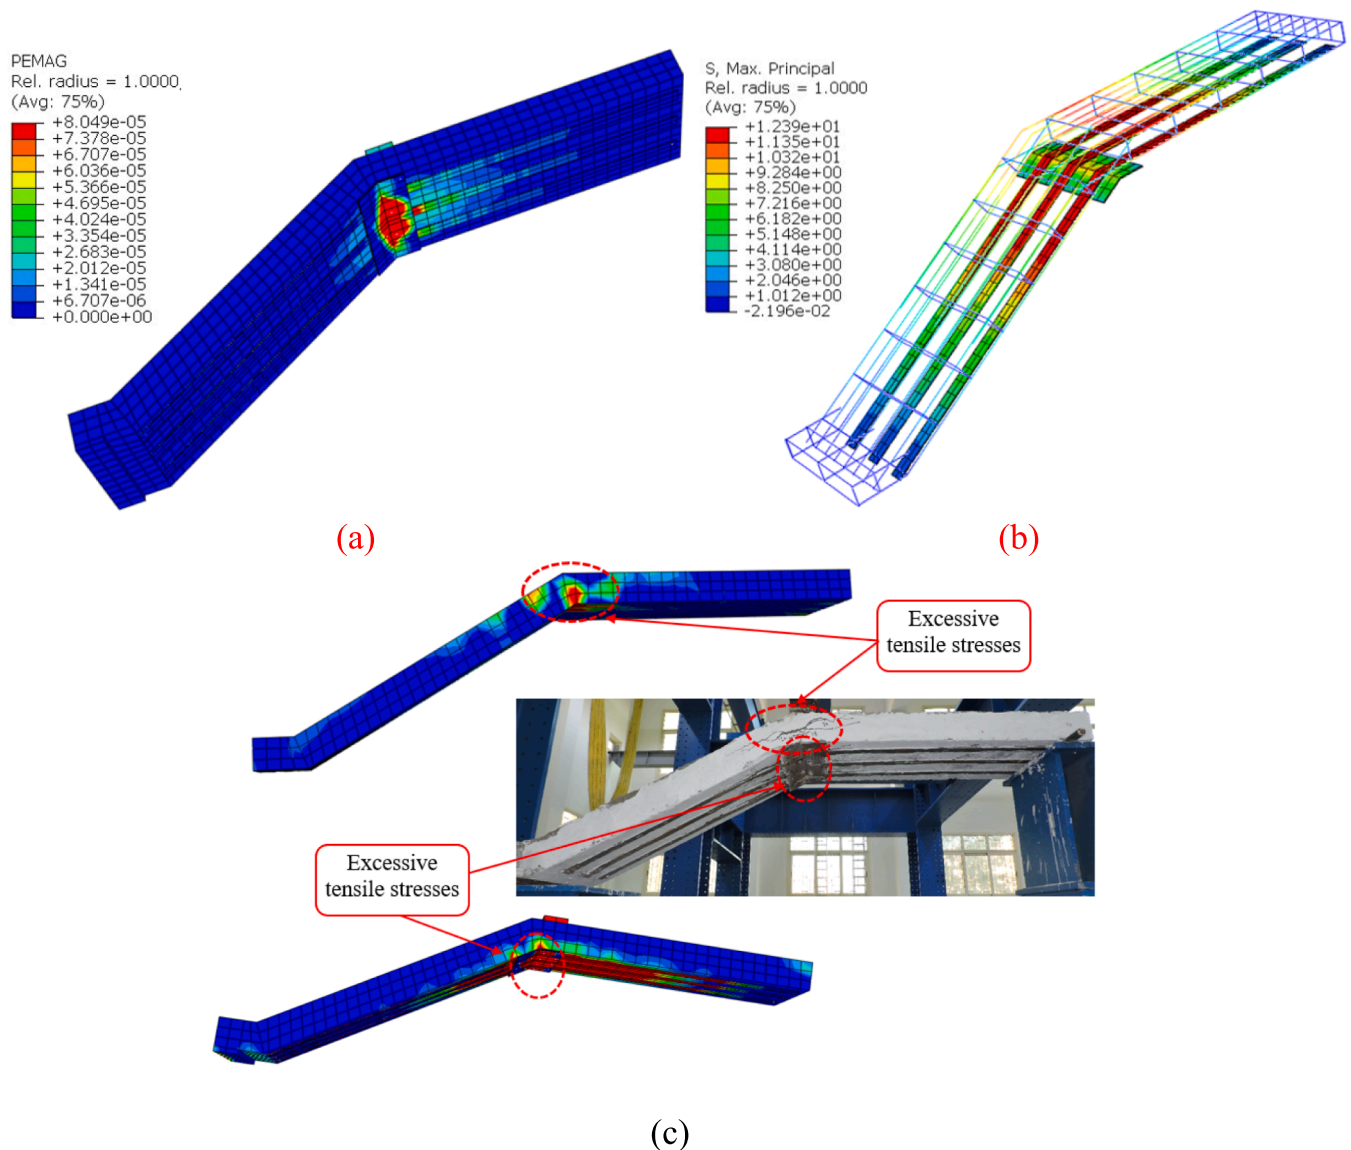 PEMAG
Rel. radius = 1.0000,
(Avg: 75%)
+8.049e-05
+7.378e-05
+6.707e-05
+6.036e-05
+5.366e-05
+4.695e-05
+4.024e-05
+3.354e-05
+2.683e-05
+2.012e-05
+1.341e-05
+6.707e-06
+0.000e+00
S, Max. Principal
Rel. radius = 1.0000
(Avg: 75%)
+1.239e+01
+1.135e+01
+1.032e+01
+9.284e+00
+8.250e+00
+7.216e+00
+6.182e+00
+5.148e+00
+4.114e+00
+3.080e+00
+2.046e+00
+1.012e+00
-2.196e-02
(a)
(b)
Excessive
tensile stresses
Excessive
tensile stresses
(c)